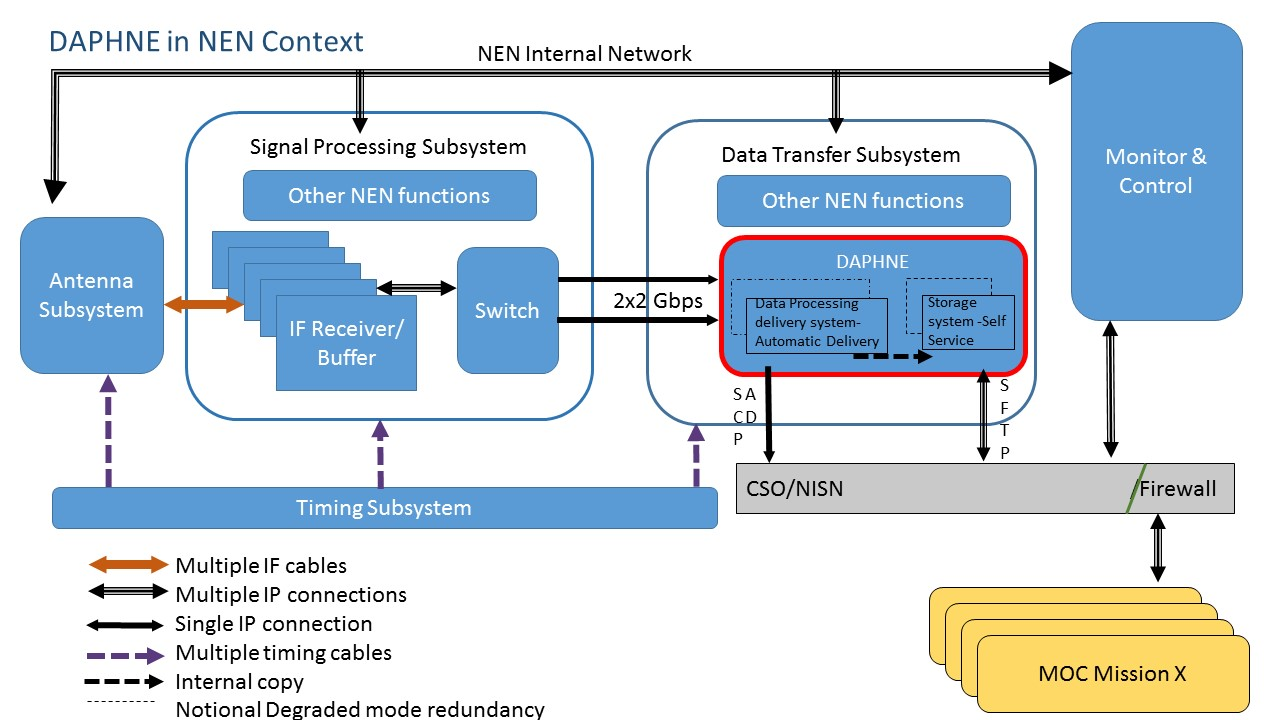 DAPHNE in NEN Context
NEN Internal Network
Monitor &
Control
Signal Processing Subsystem
Other NEN functions
Data Transfer Subsystem
Other NEN functions
Antenna
Subsystem
IF Receiver/
Buffer
Switch
2x2 Gbps
DAPHNE
Data Processing
delivery system-
Automatic Delivery
Storage
system -Self
Service
S A
C D
P
S
F
T
P
CSO/NISN
/Firewall
Timing Subsystem
Multiple IF cables
Multiple IP connections
Single IP connection
Multiple timing cables
Internal copy
Notional Degraded mode redundancy
MOC Mission X